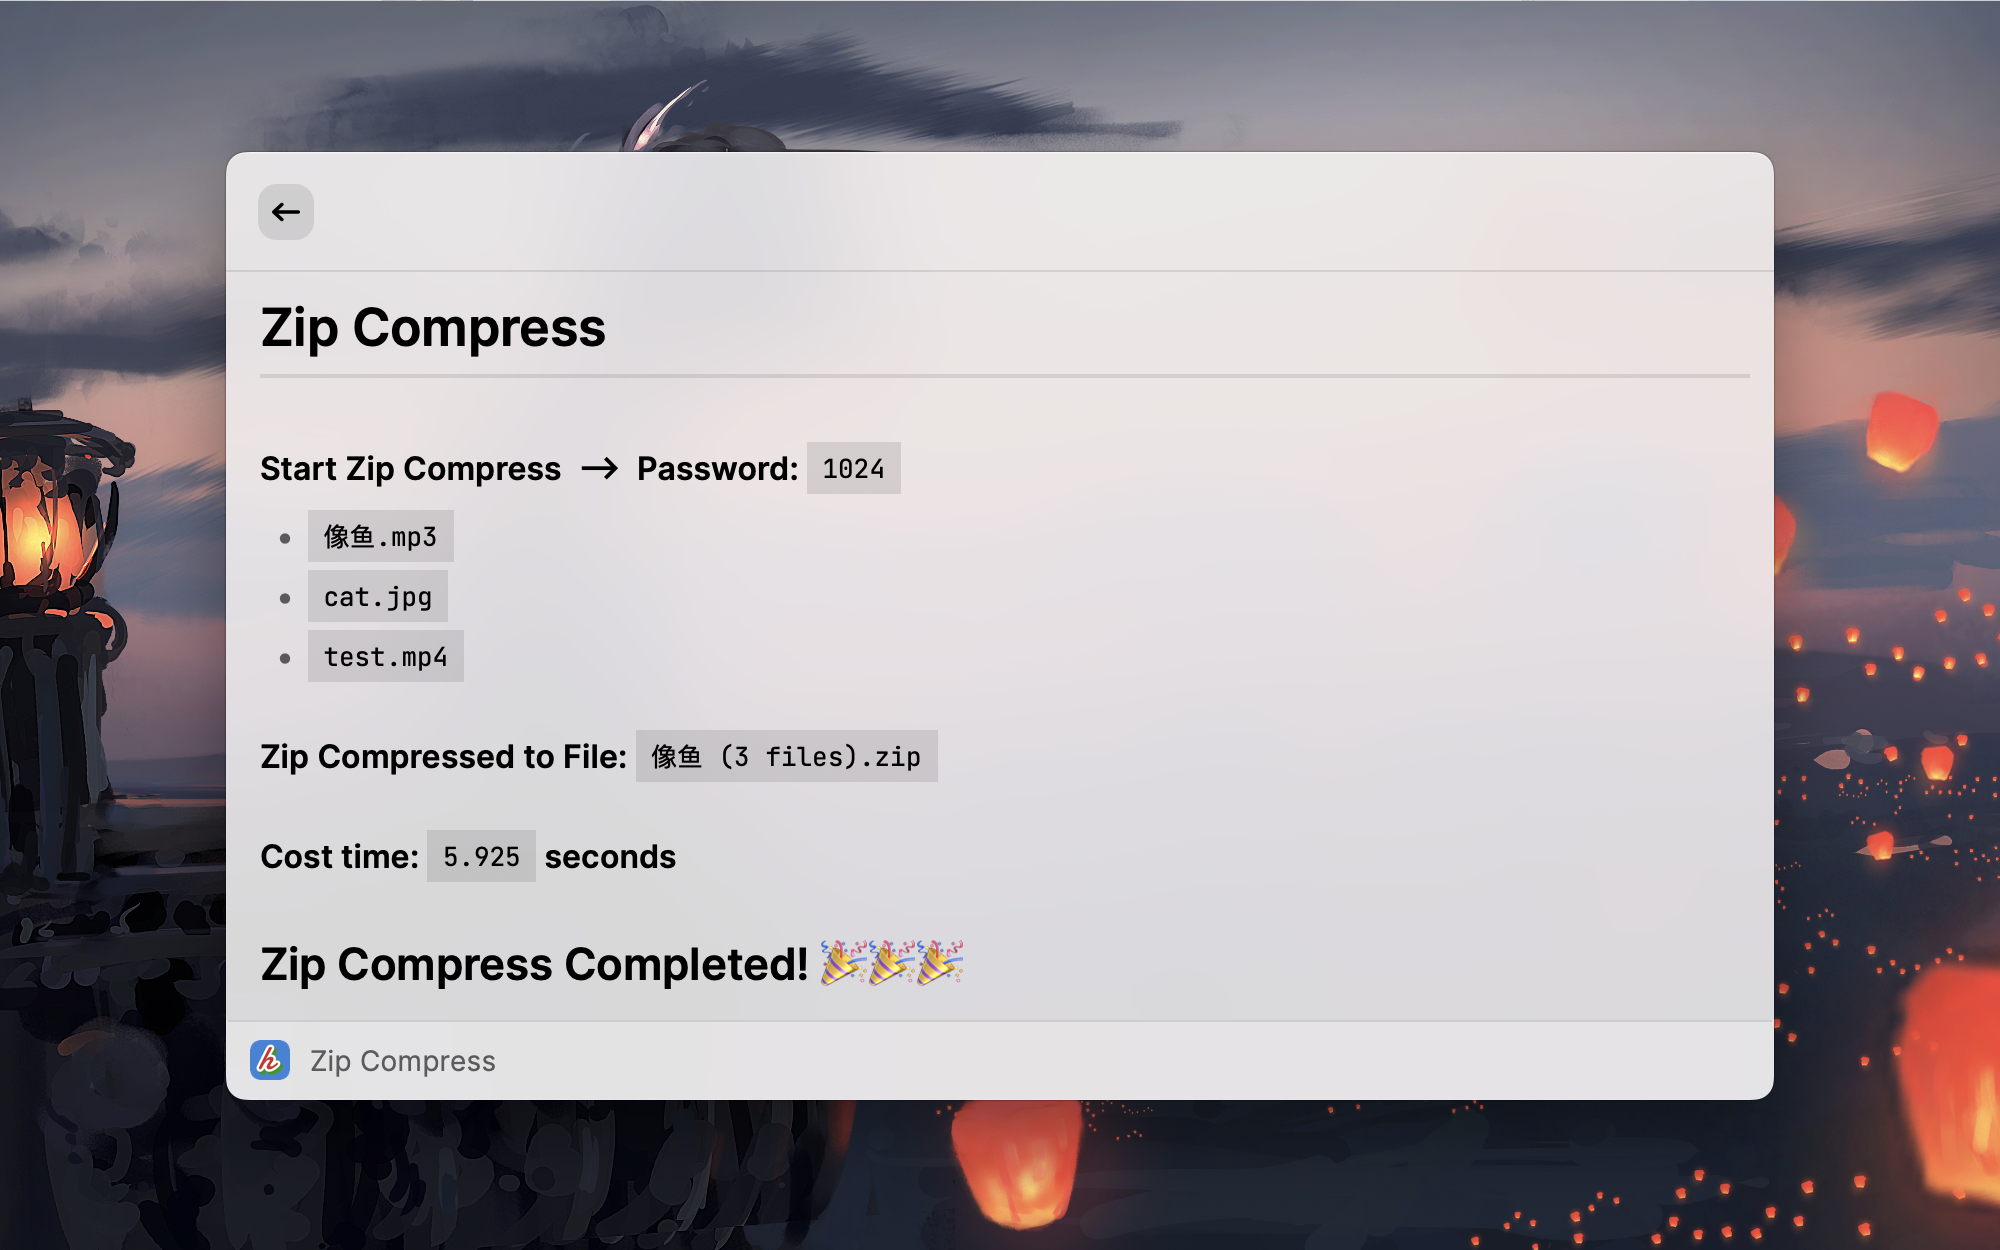 Zip Compress
Start Zip Compress → Password: 1024
像鱼.mp3
cat.jpg
test.mp4
Zip Compressed to File: 像鱼 (3 files).zip
Cost time: 5.925 seconds
Zip Compress Completed! 🎉🎉🎉
h Zip Compress